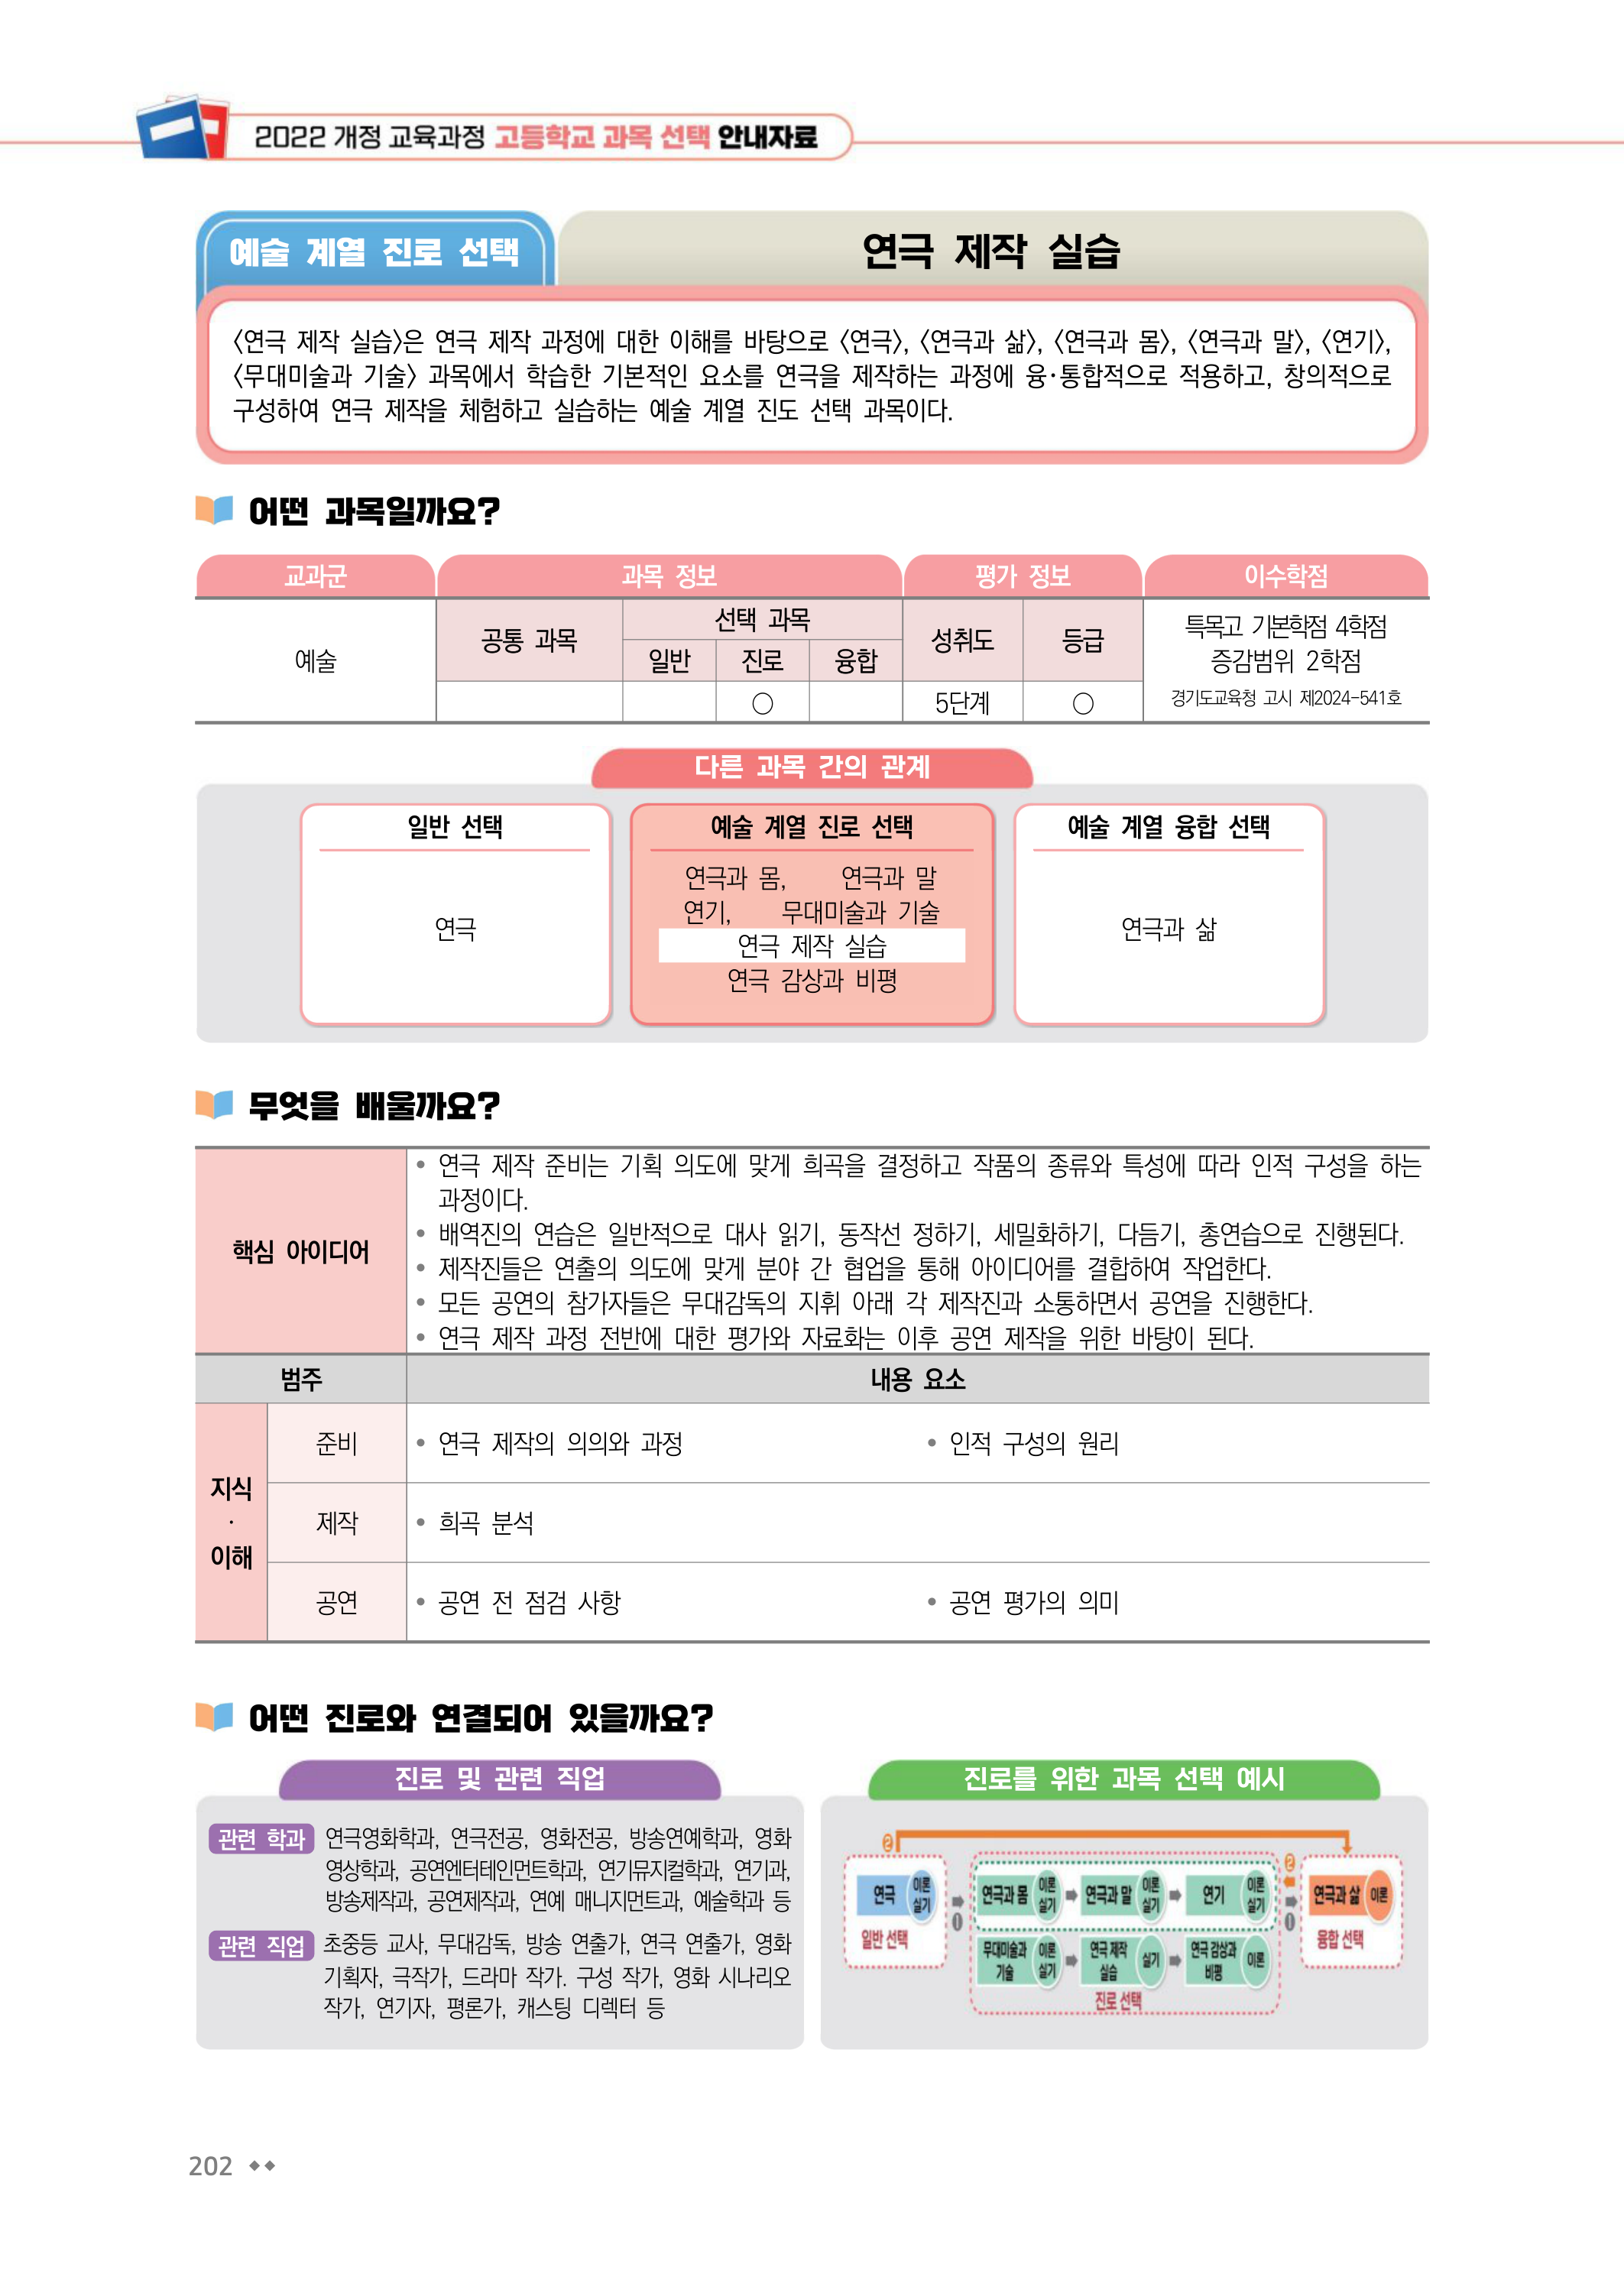 2022 개정 교육과정 고등학교 과목 선택 안내자료
예술 계열 진로 선택
연극 제작 실습
〈연극 제작 실습〉은 연극 제작 과정에 대한 이해를 바탕으로 〈연극〉, 〈연극과 삶〉, 〈연극과 몸〉, 〈연극과 말〉, 〈연기〉,
〈무대미술과 기술〉 과목에서 학습한 기본적인 요소를 연극을 제작하는 과정에 융·통합적으로 적용하고, 창의적으로
구성하여 연극 제작을 체험하고 실습하는 예술 계열 진도 선택 과목이다.
어떤 과목일까요?
교과군 과목 정보 평가 정보 이수학점
예술
공통 과목
선택 과목
일반 진로 융합
성취도 등급
○ 5단계 ○
특목고 기본학점 4학점
증감범위 2학점
경기도교육청 고시 제2024-541호
다른 과목 간의 관계
일반 선택
연극
예술 계열 진로 선택
연극과 몸, 연극과 말
연기, 무대미술과 기술
연극 제작 실습
연극 감상과 비평
예술 계열 융합 선택
연극과 삶
무엇을 배울까요?
핵심 아이디어
• 연극 제작 준비는 기획 의도에 맞게 희곡을 결정하고 작품의 종류와 특성에 따라 인적 구성을 하는
과정이다.
• 배역진의 연습은 일반적으로 대사 읽기, 동작선 정하기, 세밀화하기, 다듬기, 총연습으로 진행된다.
• 제작진들은 연출의 의도에 맞게 분야 간 협업을 통해 아이디어를 결합하여 작업한다.
• 모든 공연의 참가자들은 무대감독의 지휘 아래 각 제작진과 소통하면서 공연을 진행한다.
• 연극 제작 과정 전반에 대한 평가와 자료화는 이후 공연 제작을 위한 바탕이 된다.
범주 내용 요소
지식
·
이해
준비 • 연극 제작의 의의와 과정 • 인적 구성의 원리
제작 • 희곡 분석
공연 • 공연 전 점검 사항 • 공연 평가의 의미
어떤 진로와 연결되어 있을까요?
진로 및 관련 직업
관련 학과 연극영화학과, 연극전공, 영화전공, 방송연예학과, 영화
영상학과, 공연엔터테인먼트학과, 연기뮤지컬학과, 연기과,
방송제작과, 공연제작과, 연예 매니지먼트과, 예술학과 등
관련 직업 초중등 교사, 무대감독, 방송 연출가, 연극 연출가, 영화
기획자, 극작가, 드라마 작가. 구성 작가, 영화 시나리오
작가, 연기자, 평론가, 캐스팅 디렉터 등
진로를 위한 과목 선택 예시
❷
연극 이론 실기
일반 선택
❶
연극과 몸 이론 실기
연극과 말 이론 실기
연기 이론 실기
무대미술과 기술 이론 실기
연극 제작 실습 실기
연극 감상과 비평 이론
진로 선택
❷
❶
연극과 삶 이론
융합 선택
202 ◆◆